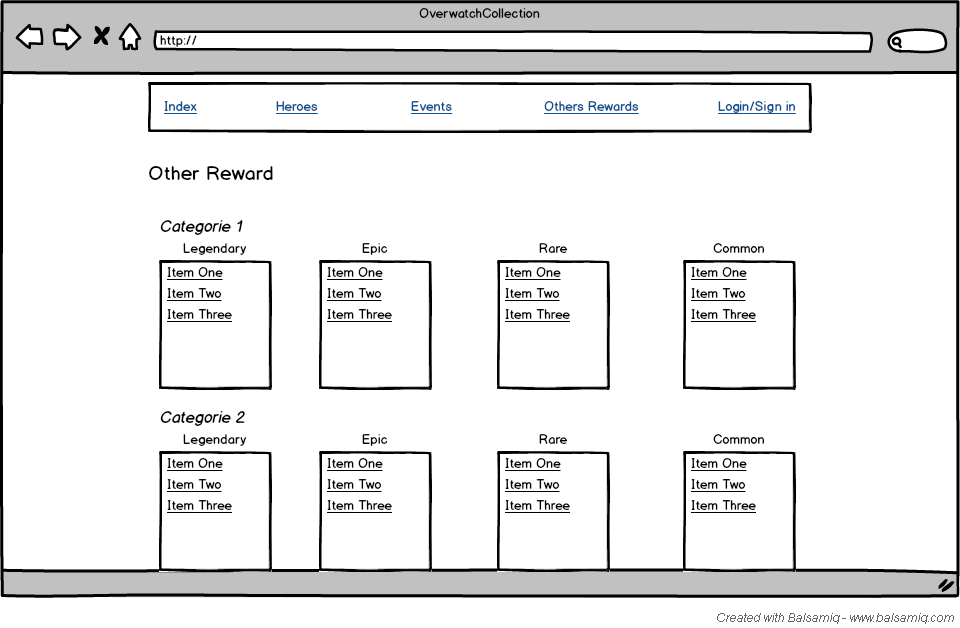 OverwatchCollection
http://
Index Heroes Events Others Rewards Login/Sign in
Other Reward
Categorie 1
Legendary Epic Rare Common
Item One Item One Item One Item One
Item Two Item Two Item Two Item Two
Item Three Item Three Item Three Item Three
Categorie 2
Legendary Epic Rare Common
Item One Item One Item One Item One
Item Two Item Two Item Two Item Two
Item Three Item Three Item Three Item Three
Created with Balsamiq - www.balsamiq.com